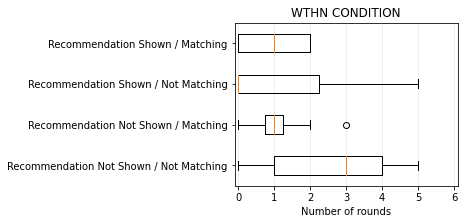 WTHN CONDITION
Recommendation Shown / Matching
Recommendation Shown / Not Matching
Recommendation Not Shown / Matching
Recommendation Not Shown / Not Matching
0 1 2 3 4 5 6
Number of rounds